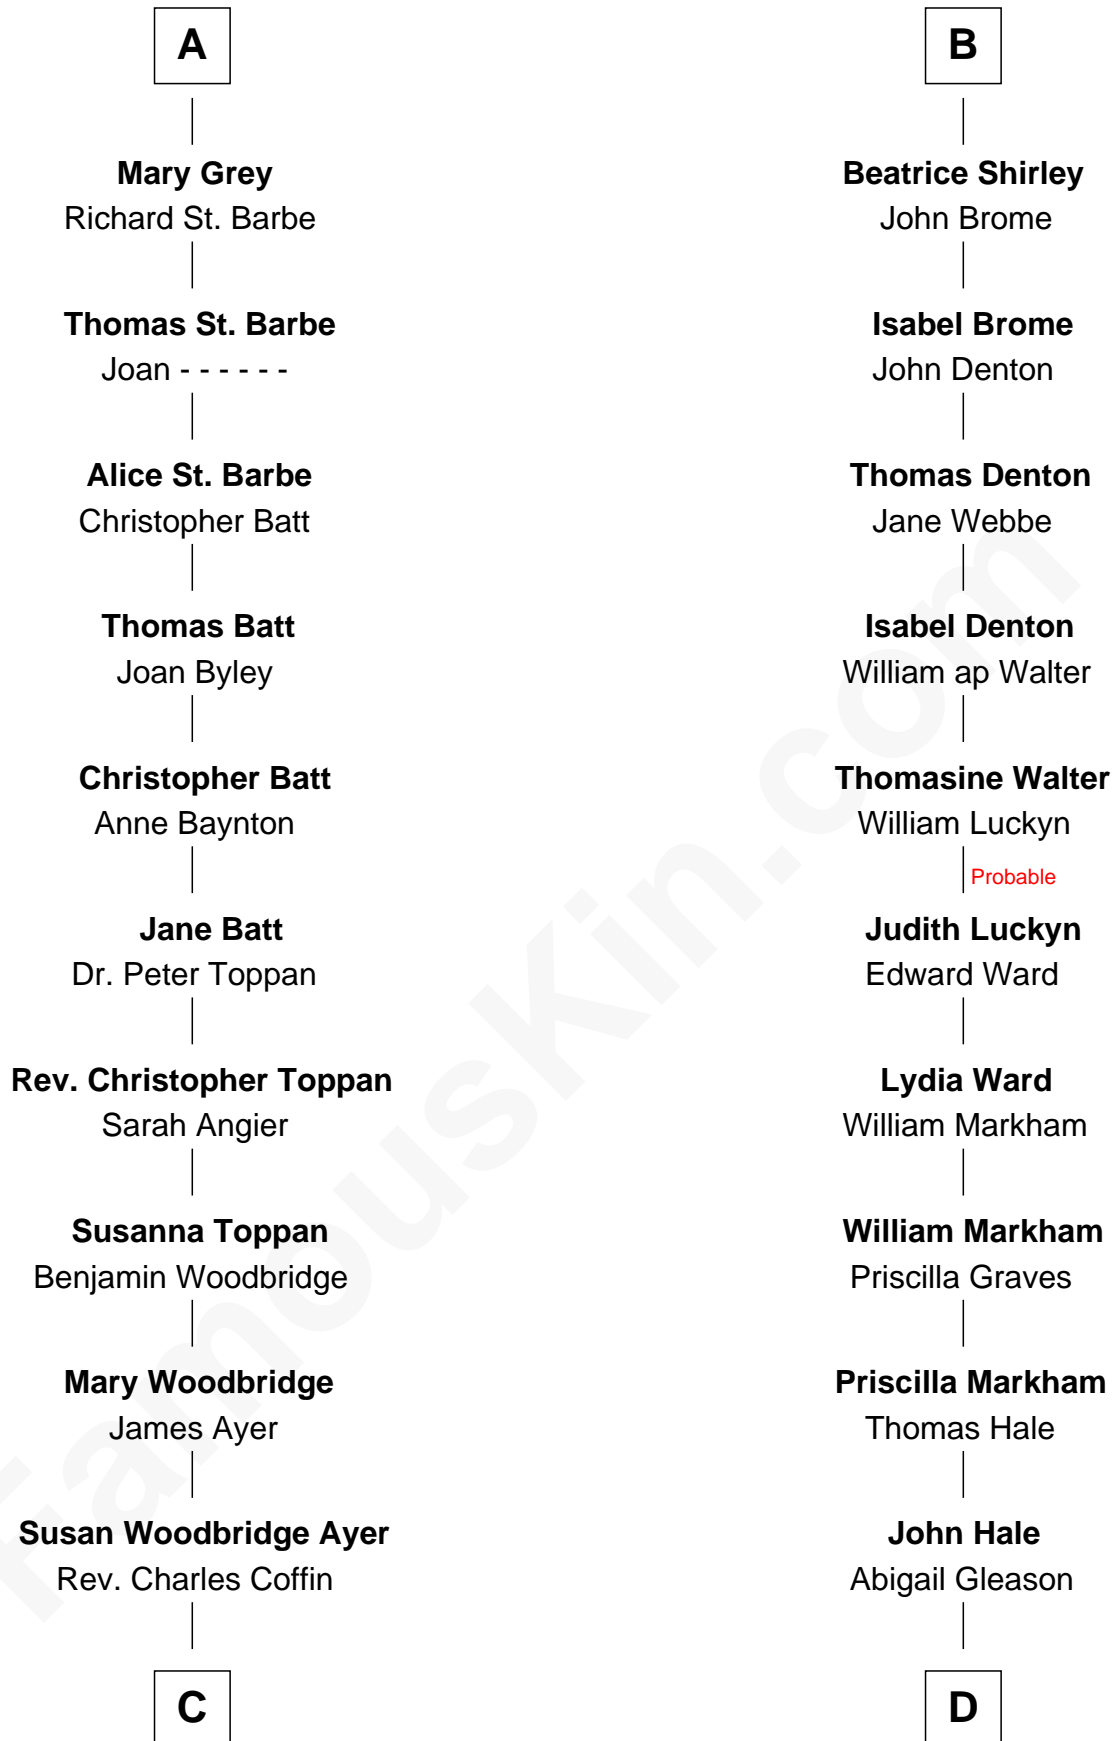 A
Mary Grey
Richard St. Barbe
Thomas St. Barbe
Joan - - - - - -
Alice St. Barbe
Christopher Batt
Thomas Batt
Joan Byley
Christopher Batt
Anne Baynton
Jane Batt
Dr. Peter Toppan
Rev. Christopher Toppan
Sarah Angier
Susanna Toppan
Benjamin Woodbridge
Mary Woodbridge
James Ayer
Susan Woodbridge Ayer
Rev. Charles Coffin
C
B
Beatrice Shirley
John Brome
Isabel Brome
John Denton
Thomas Denton
Jane Webbe
Isabel Denton
William ap Walter
Thomasine Walter
William Luckyn
Probable
Judith Luckyn
Edward Ward
Lydia Ward
William Markham
William Markham
Priscilla Graves
Priscilla Markham
Thomas Hale
John Hale
Abigail Gleason
D
FamousKin.com